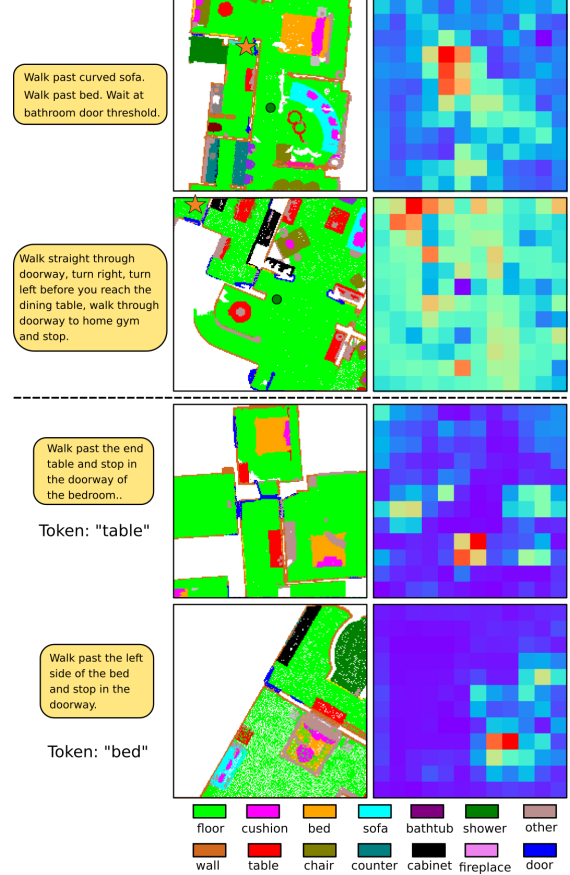 Walk past curved sofa.
Walk past bed. Wait at
bathroom door threshold.
Walk straight through
doorway, turn right, turn
left before you reach the
dining table, walk through
doorway to home gym
and stop.
Walk past the end
table and stop in
the doorway of
the bedroom..
Token: "table"
Walk past the left
side of the bed
and stop in the
doorway.
Token: "bed"
floor cushion bed sofa bathtub shower other
wall table chair counter cabinet fireplace door